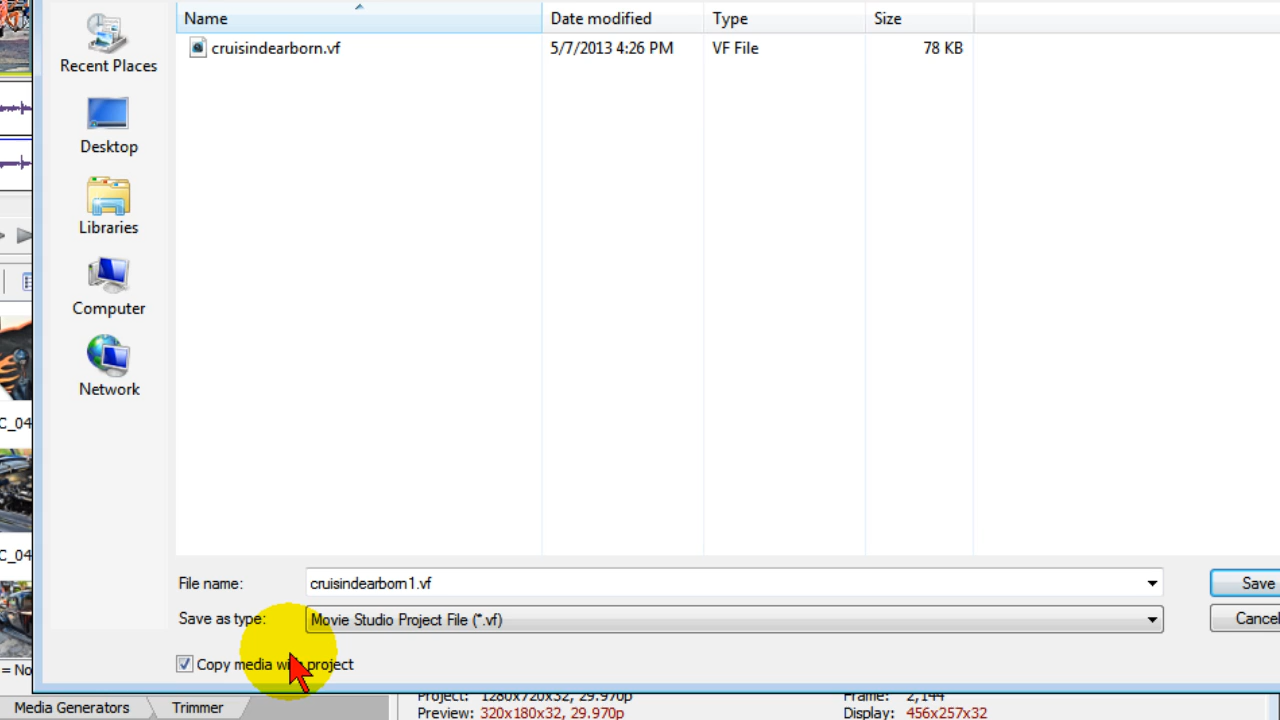 Name Date modified Type Size
cruisindearborn.vf 5/7/2013 4:26 PM VF File 78 KB
Recent Places
Desktop
Libraries
Computer
Network
C_04
C_04
= No
File name: cruisindearborn1.vf Save
Save as type: Movie Studio Project File (*.vf) Cancel
Copy media with project
Media Generators Trimmer
Project: 1280x720x32, 29.970p Frame: 2,144
Preview: 320x180x32, 29.970p Display: 456x257x32